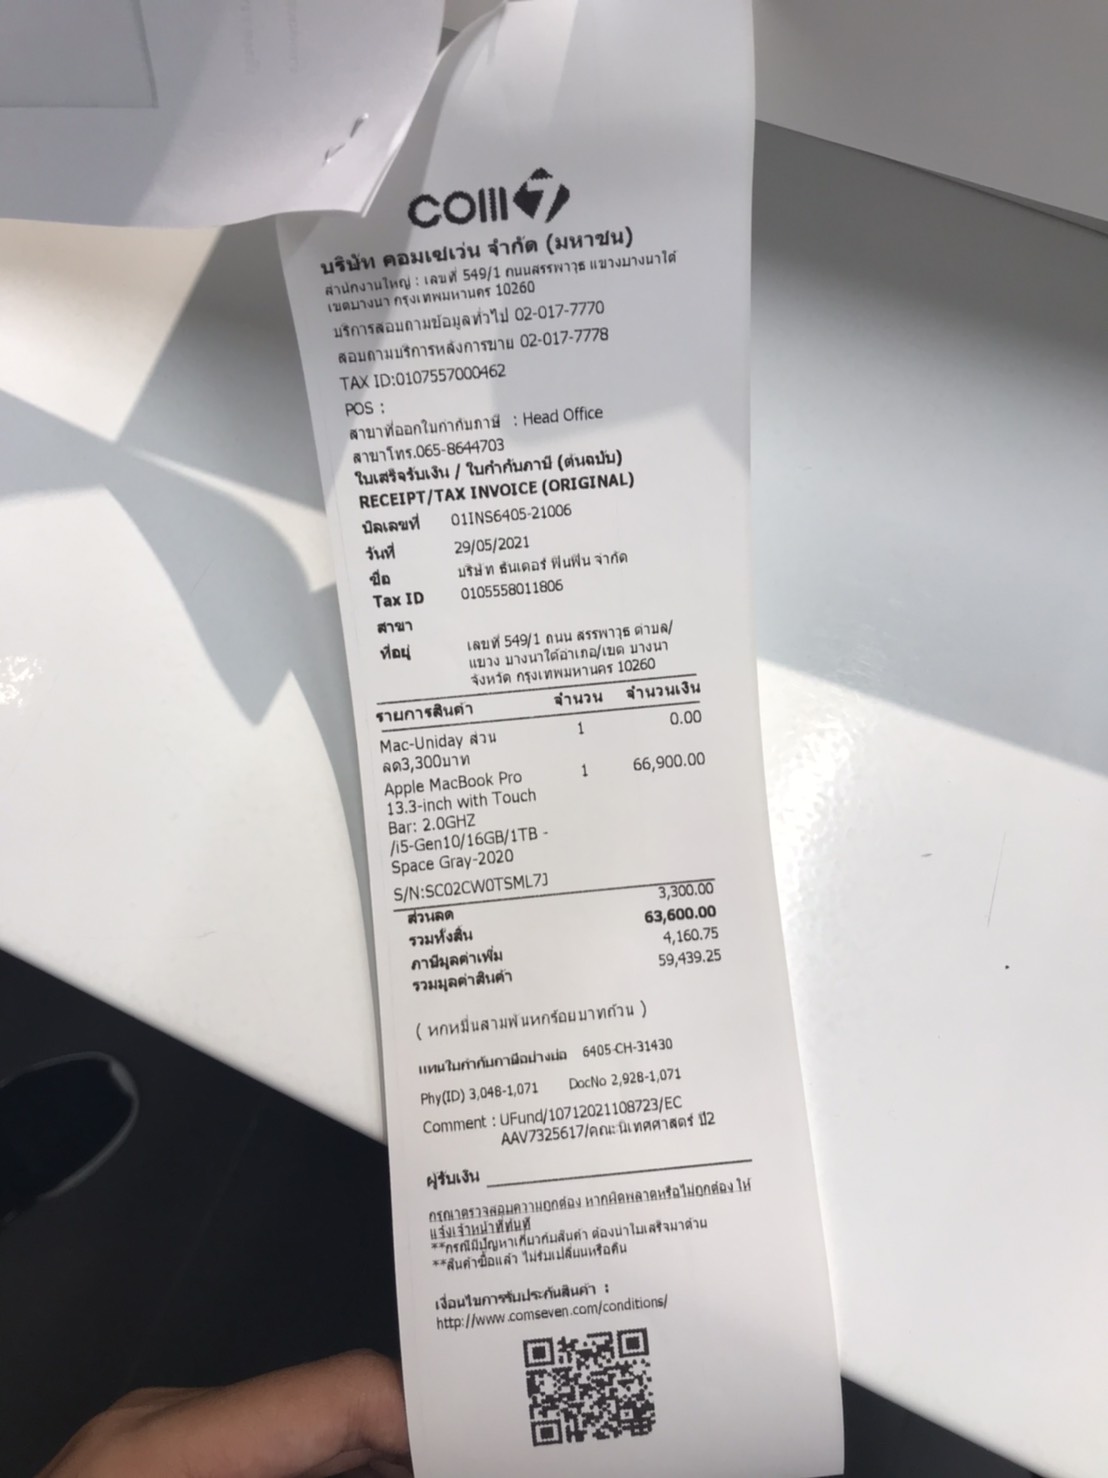 COM7
บริษัท คอมเซเว่น จำกัด (มหาชน)
สำนักงานใหญ่ : เลขที่ 549/1 ถนนสรรพาวุธ แขวงบางนาใต้
เขตบางนา กรุงเทพมหานคร 10260
บริการสอบถามข้อมูลทั่วไป 02-017-7770
สอบถามบริการหลังการขาย 02-017-7778
TAX ID:0107557000462
POS :
สาขาที่ออกใบกำกับภาษี : Head Office
สาขาโทร.065-8644703
ใบเสร็จรับเงิน / ใบกำกับภาษี (ต้นฉบับ)
RECEIPT/TAX INVOICE (ORIGINAL)
บิลเลขที่ 01INS6405-21006
วันที่ 29/05/2021
ชื่อ บริษัท ธันเดอร์ ฟินฟิน จำกัด
Tax ID 0105558011806
สาขา
ที่อยู่ เลขที่ 549/1 ถนน สรรพาวุธ ตำบล/
แขวง บางนาใต้อำเภอ/เขต บางนา
จังหวัด กรุงเทพมหานคร 10260
รายการสินค้า จำนวน จำนวนเงิน
Mac-Uniday ส่วน 1 0.00
ลด3,300บาท
Apple MacBook Pro 1 66,900.00
13.3-inch with Touch
Bar: 2.0GHZ
/i5-Gen10/16GB/1TB -
Space Gray-2020
S/N:SC02CW0TSML7J
ส่วนลด 3,300.00
รวมทั้งสิ้น 63,600.00
ภาษีมูลค่าเพิ่ม 4,160.75
รวมมูลค่าสินค้า 59,439.25
( หกหมื่นสามพันหกร้อยบาทถ้วน )
แทนใบกำกับภาษีอย่างย่อ 6405-CH-31430
Phy(ID) 3,048-1,071 DocNo 2,928-1,071
Comment : UFund/10712021108723/EC
AAV7325617/คณะนิเทศศาสตร์ ปี2
ผู้รับเงิน
กรุณาตรวจสอบความถูกต้อง หากผิดพลาดหรือไม่ถูกต้อง ให้
แจ้งเจ้าหน้าที่ทันที
**กรณีมีปัญหาเกี่ยวกับสินค้า ต้องนำใบเสร็จมาด้วย
**สินค้าซื้อแล้ว ไม่รับเปลี่ยนหรือคืน
เงื่อนไขการรับประกันสินค้า :
http://www.comseven.com/conditions/